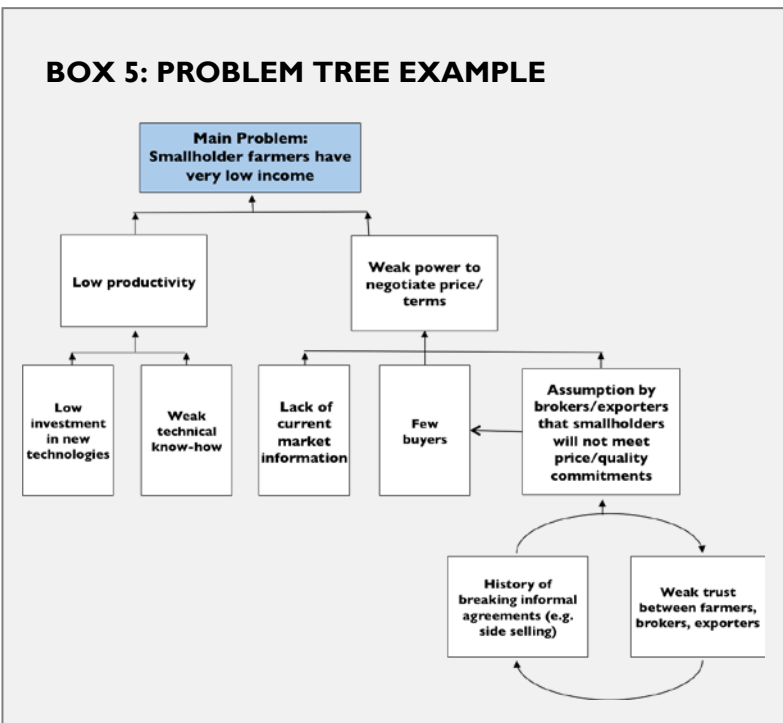 BOX 5: PROBLEM TREE EXAMPLE
Main Problem:
Smallholder farmers have
very low income
Low productivity
Weak power to
negotiate price/
terms
Low
investment
in new
technologies
Weak
technical
know-how
Lack of
current
market
information
Few
buyers
Assumption by
brokers/exporters
that smallholders
will not meet
price/quality
commitments
History of
breaking informal
agreements (e.g.
side selling)
Weak trust
between farmers,
brokers, exporters